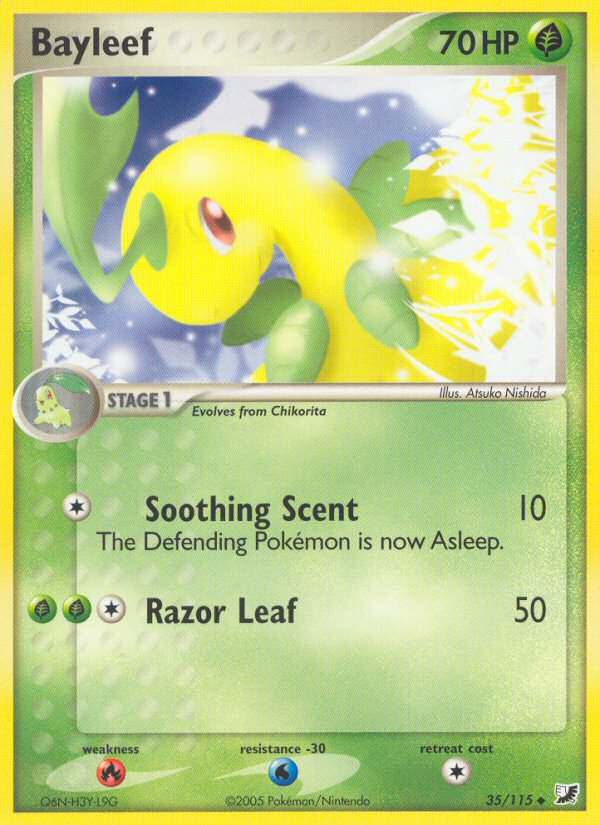 Bayleef
70 HP
Illus. Atsuko Nishida
STAGE 1
Evolves from Chikorita
Soothing Scent 10
The Defending Pokémon is now Asleep.
Razor Leaf 50
weakness resistance -30 retreat cost
Q6N-H3Y-L9G ©2005 Pokémon/Nintendo 35/115